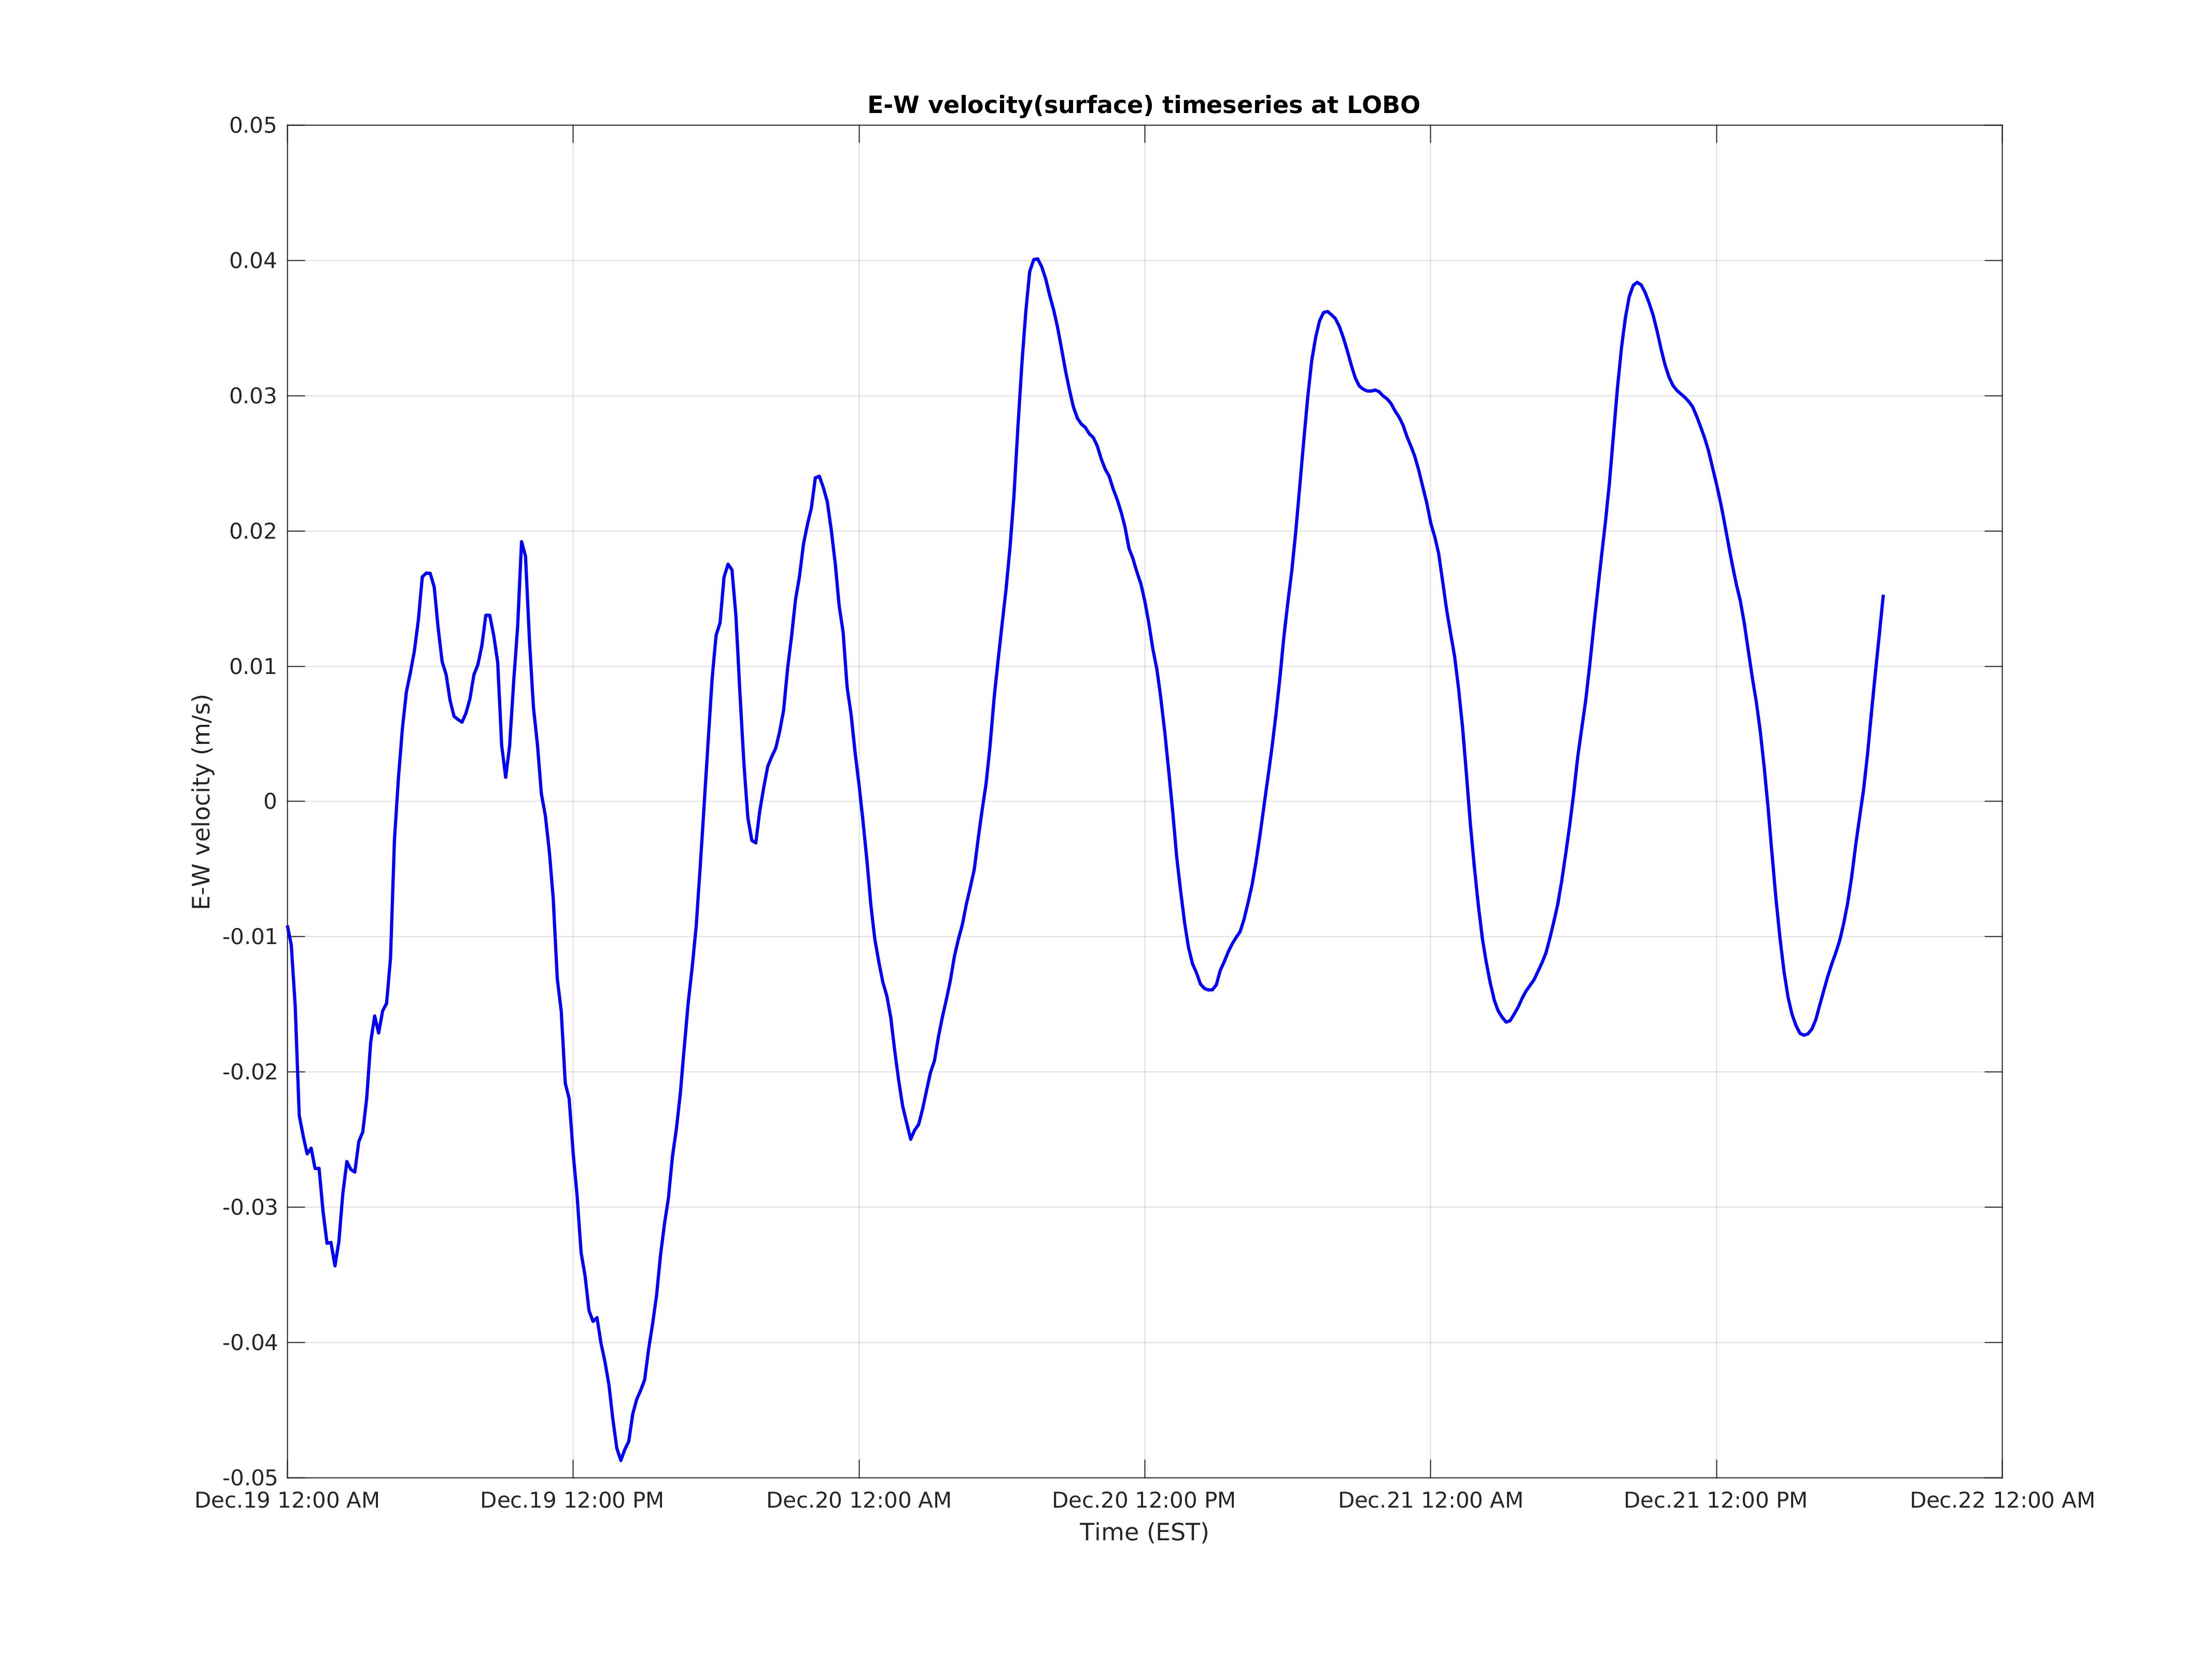 E-W velocity(surface) timeseries at LOBO
0.05
0.04
0.03
0.02
0.01
0
-0.01
-0.02
-0.03
-0.04
-0.05
E-W velocity (m/s)
Dec.19 12:00 AM Dec.19 12:00 PM Dec.20 12:00 AM Dec.20 12:00 PM Dec.21 12:00 AM Dec.21 12:00 PM Dec.22 12:00 AM
Time (EST)